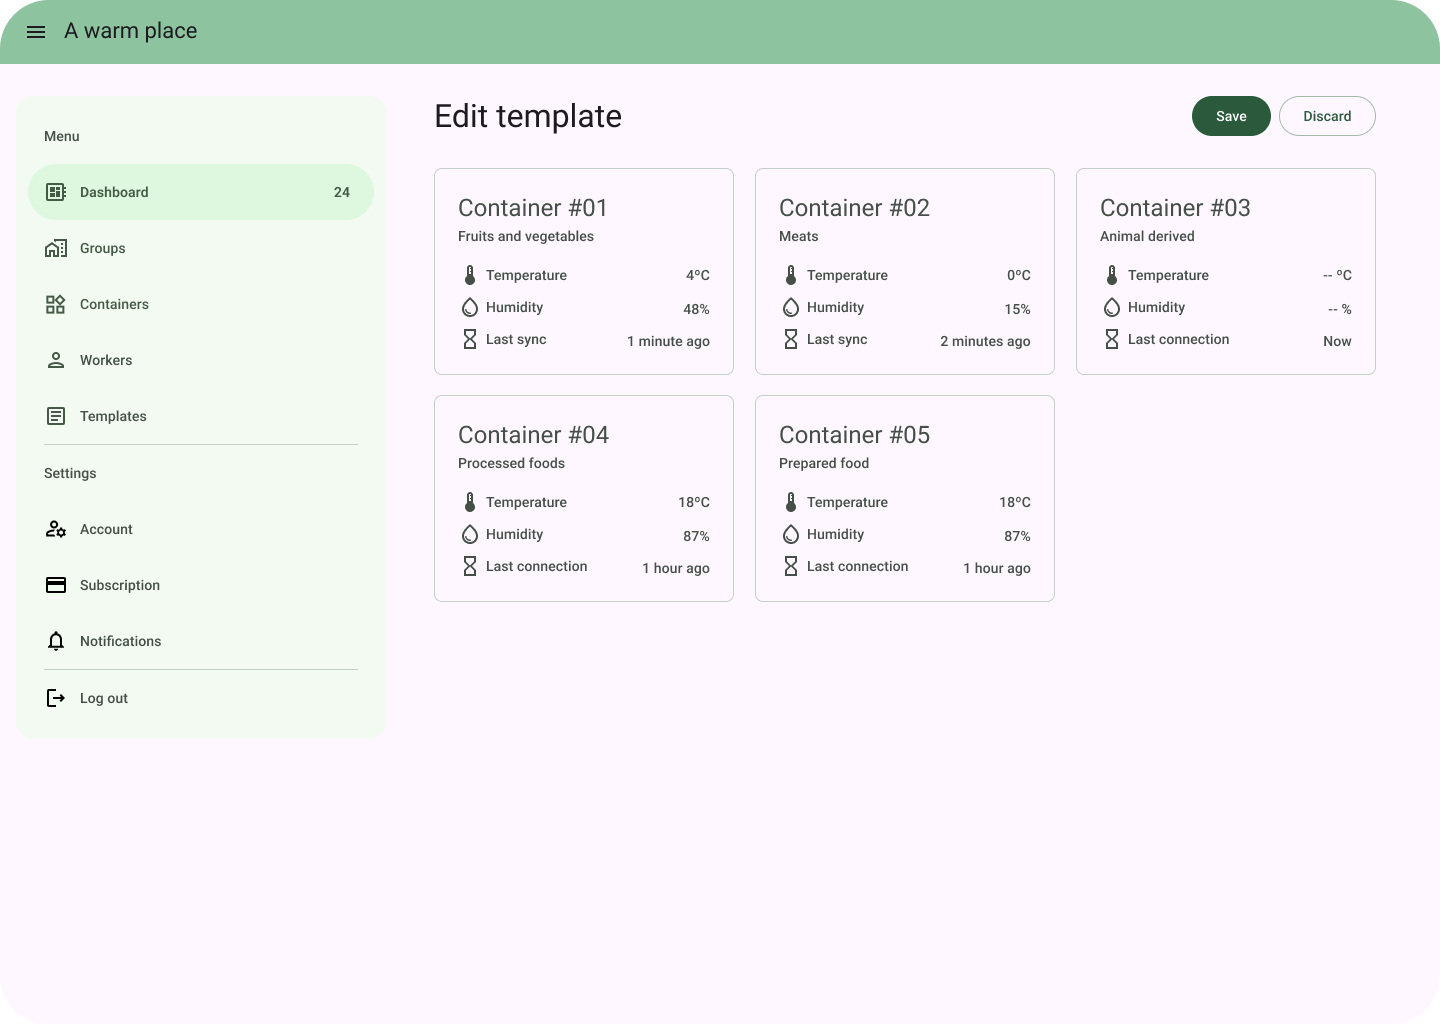 A warm place
Menu
Dashboard 24
Groups
Containers
Workers
Templates
Settings
Account
Subscription
Notifications
Log out
Edit template
Save
Discard
Container #01
Fruits and vegetables
Temperature 4ºC
Humidity 48%
Last sync 1 minute ago
Container #02
Meats
Temperature 0ºC
Humidity 15%
Last sync 2 minutes ago
Container #03
Animal derived
Temperature -- ºC
Humidity -- %
Last connection Now
Container #04
Processed foods
Temperature 18ºC
Humidity 87%
Last connection 1 hour ago
Container #05
Prepared food
Temperature 18ºC
Humidity 87%
Last connection 1 hour ago